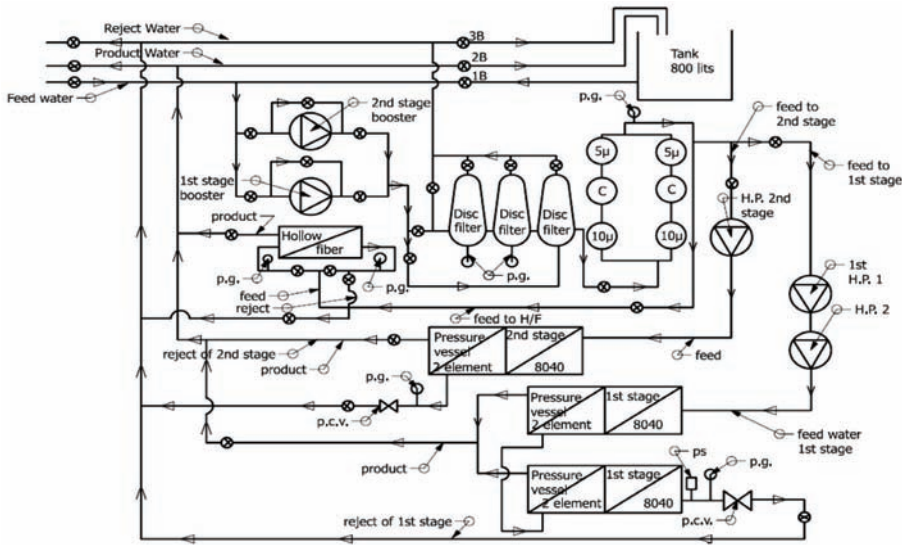 Reject Water
3B
Product Water
2B
1B
Feed water
Tank
800 lits
2nd stage
booster
p.g.
feed to
2nd stage
feed to
1st stage
1st stage
booster
5μ
5μ
C
C
10μ
10μ
Disc
filter
Disc
filter
Disc
filter
p.g.
H.P. 2nd
stage
product
Hollow
fiber
p.g.
p.g.
feed
reject
1st
H.P. 1
H.P. 2
feed to H/F
feed
reject of 2nd stage
product
Pressure
vessel
2 element
2nd stage
8040
p.g.
p.c.v.
Pressure
vessel
2 element
1st stage
8040
feed water
1st stage
product
Pressure
vessel
2 element
1st stage
8040
ps
p.g.
p.c.v.
reject of 1st stage